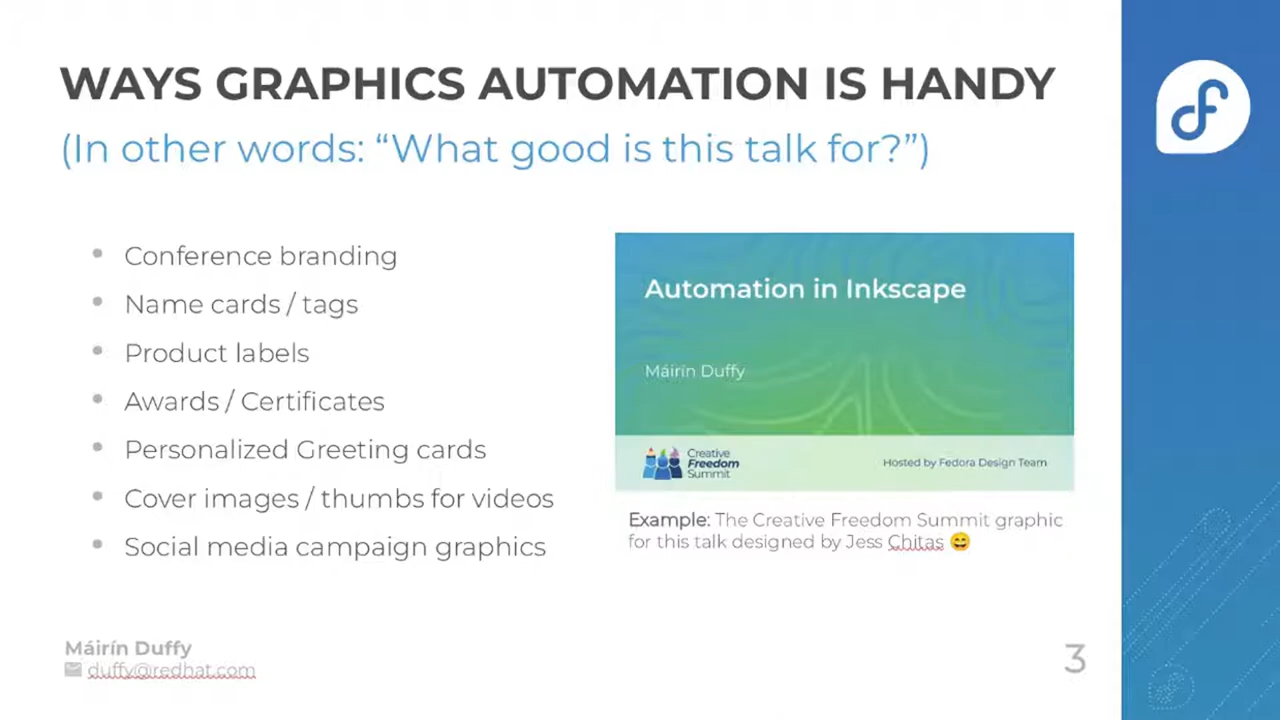 WAYS GRAPHICS AUTOMATION IS HANDY
(In other words: “What good is this talk for?”)
Conference branding
Name cards / tags
Product labels
Awards / Certificates
Personalized Greeting cards
Cover images / thumbs for videos
Social media campaign graphics
Automation in Inkscape
Máirín Duffy
Creative
Freedom
Summit
Hosted by Fedora Design Team
Example: The Creative Freedom Summit graphic
for this talk designed by Jess Chitas 😄
Máirín Duffy
duffy@redhat.com
3